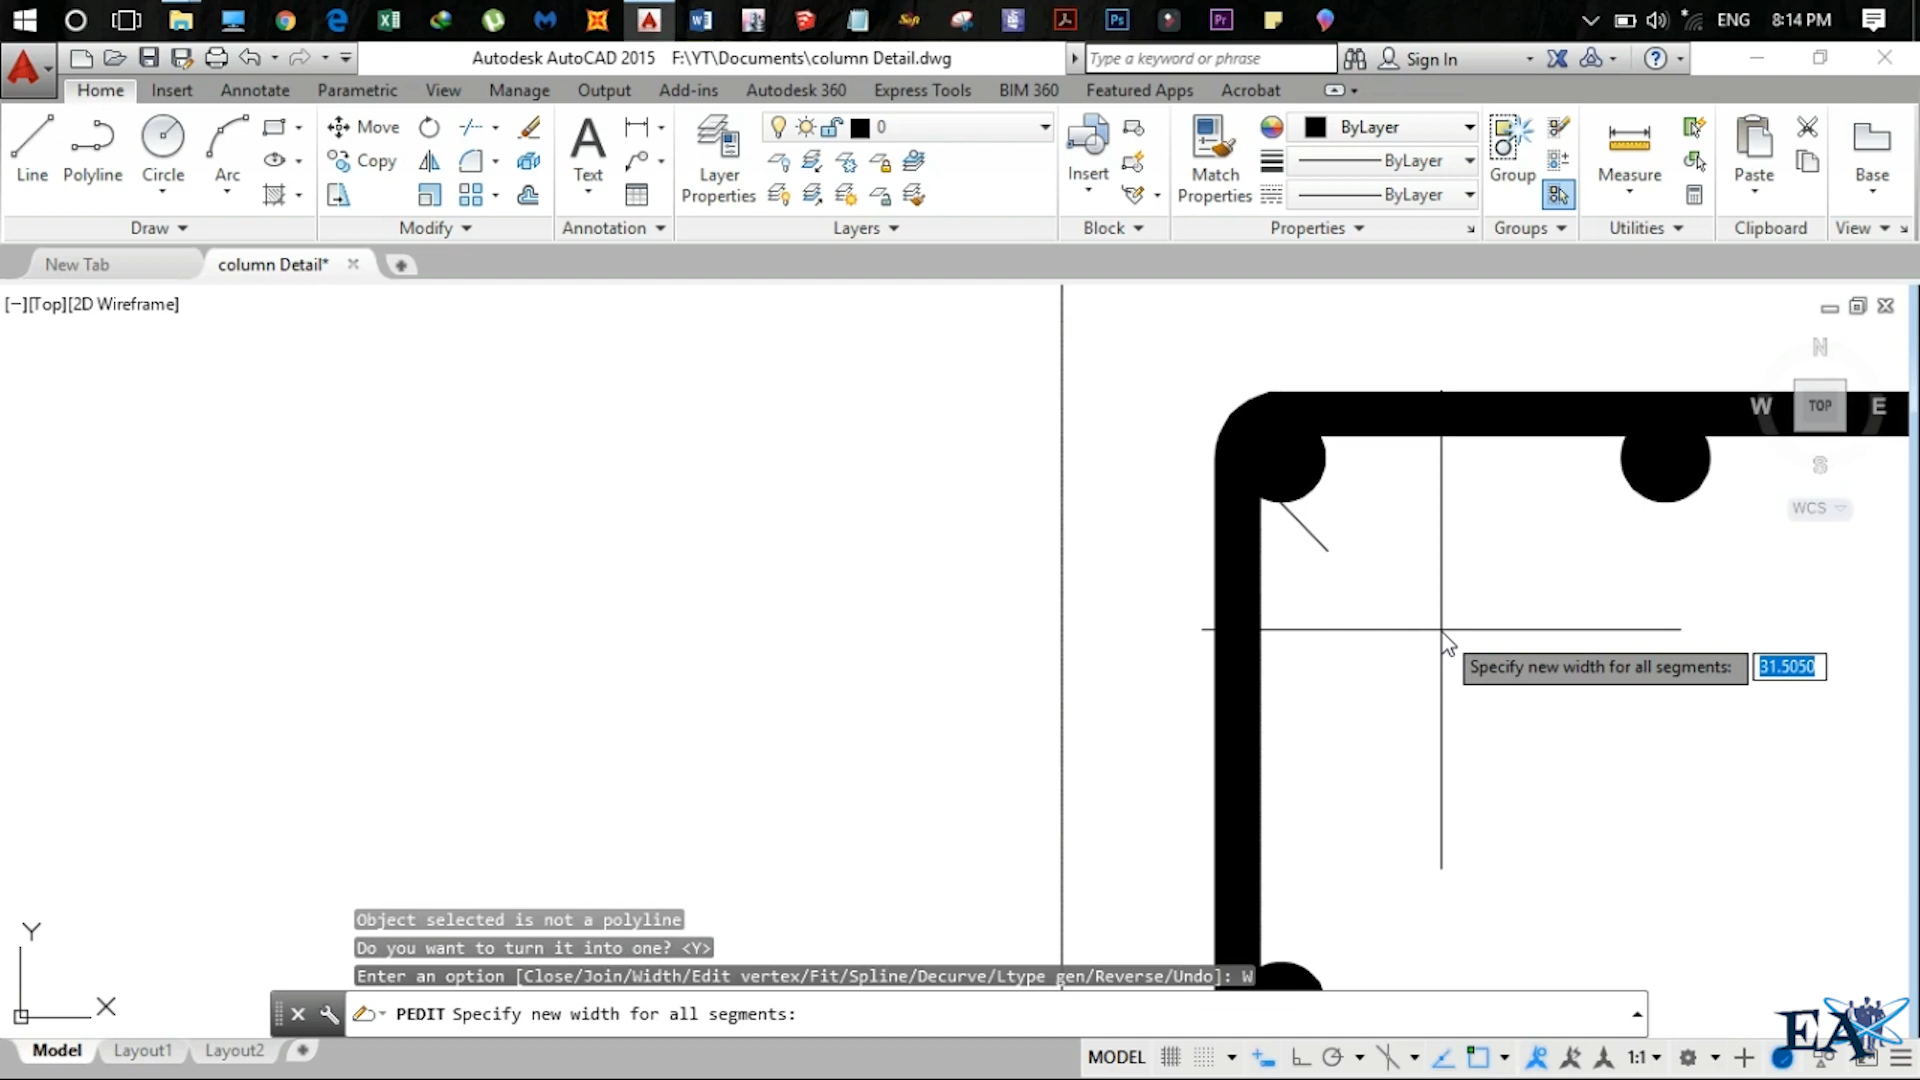 ENG 8:14 PM
Autodesk AutoCAD 2015 F:\YT\Documents\column Detail.dwg
Type a keyword or phrase
Sign In
Home Insert Annotate Parametric View Manage Output Add-ins Autodesk 360 Express Tools BIM 360 Featured Apps Acrobat
Move
0
ByLayer
Copy
ByLayer
Line Polyline Circle Arc Text Layer Properties Insert Match Properties Group Measure Paste Base
ByLayer
Draw Modify Annotation Layers Block Properties Groups Utilities Clipboard View
New Tab column Detail*
[−][Top][2D Wireframe]
N
W TOP E
S
WCS
Specify new width for all segments: 31.5050
Object selected is not a polyline
Do you want to turn it into one? <Y>
Enter an option [Close/Join/Width/Edit vertex/Fit/Spline/Decurve/Ltype gen/Reverse/Undo]: W
Y
X
PEDIT Specify new width for all segments:
Model Layout1 Layout2
MODEL 1:1
EA